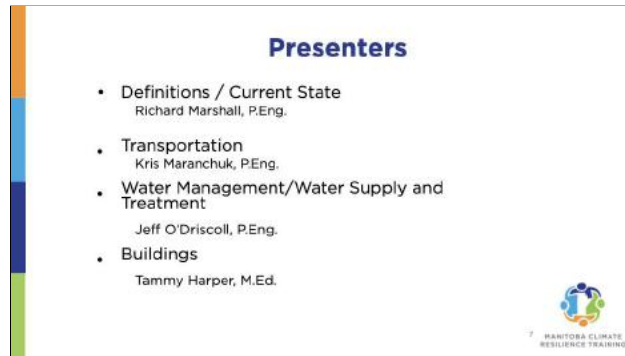 Presenters
• Definitions / Current State
Richard Marshall, P.Eng.
• Transportation
Kris Maranchuk, P.Eng.
• Water Management/Water Supply and
Treatment
Jeff O'Driscoll, P.Eng.
• Buildings
Tammy Harper, M.Ed.
7
MANITOBA CLIMATE
RESILIENCE TRAINING